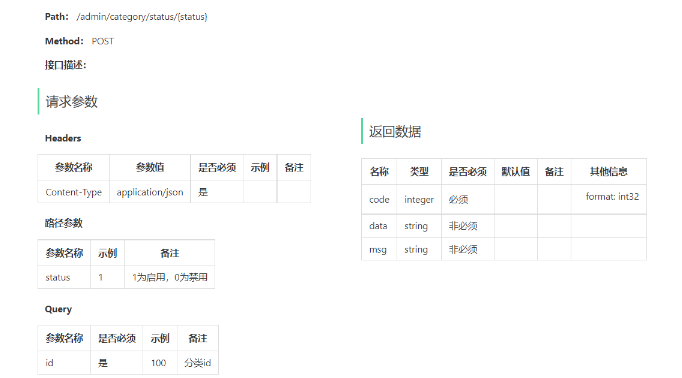 Path： /admin/category/status/{status}
Method： POST
接口描述：
请求参数
Headers
参数名称 参数值 是否必须 示例 备注
Content-Type application/json 是
路径参数
参数名称 示例 备注
status 1 1为启用，0为禁用
Query
参数名称 是否必须 示例 备注
id 是 100 分类id
返回数据
名称 类型 是否必须 默认值 备注 其他信息
code integer 必须 format: int32
data string 非必须
msg string 非必须